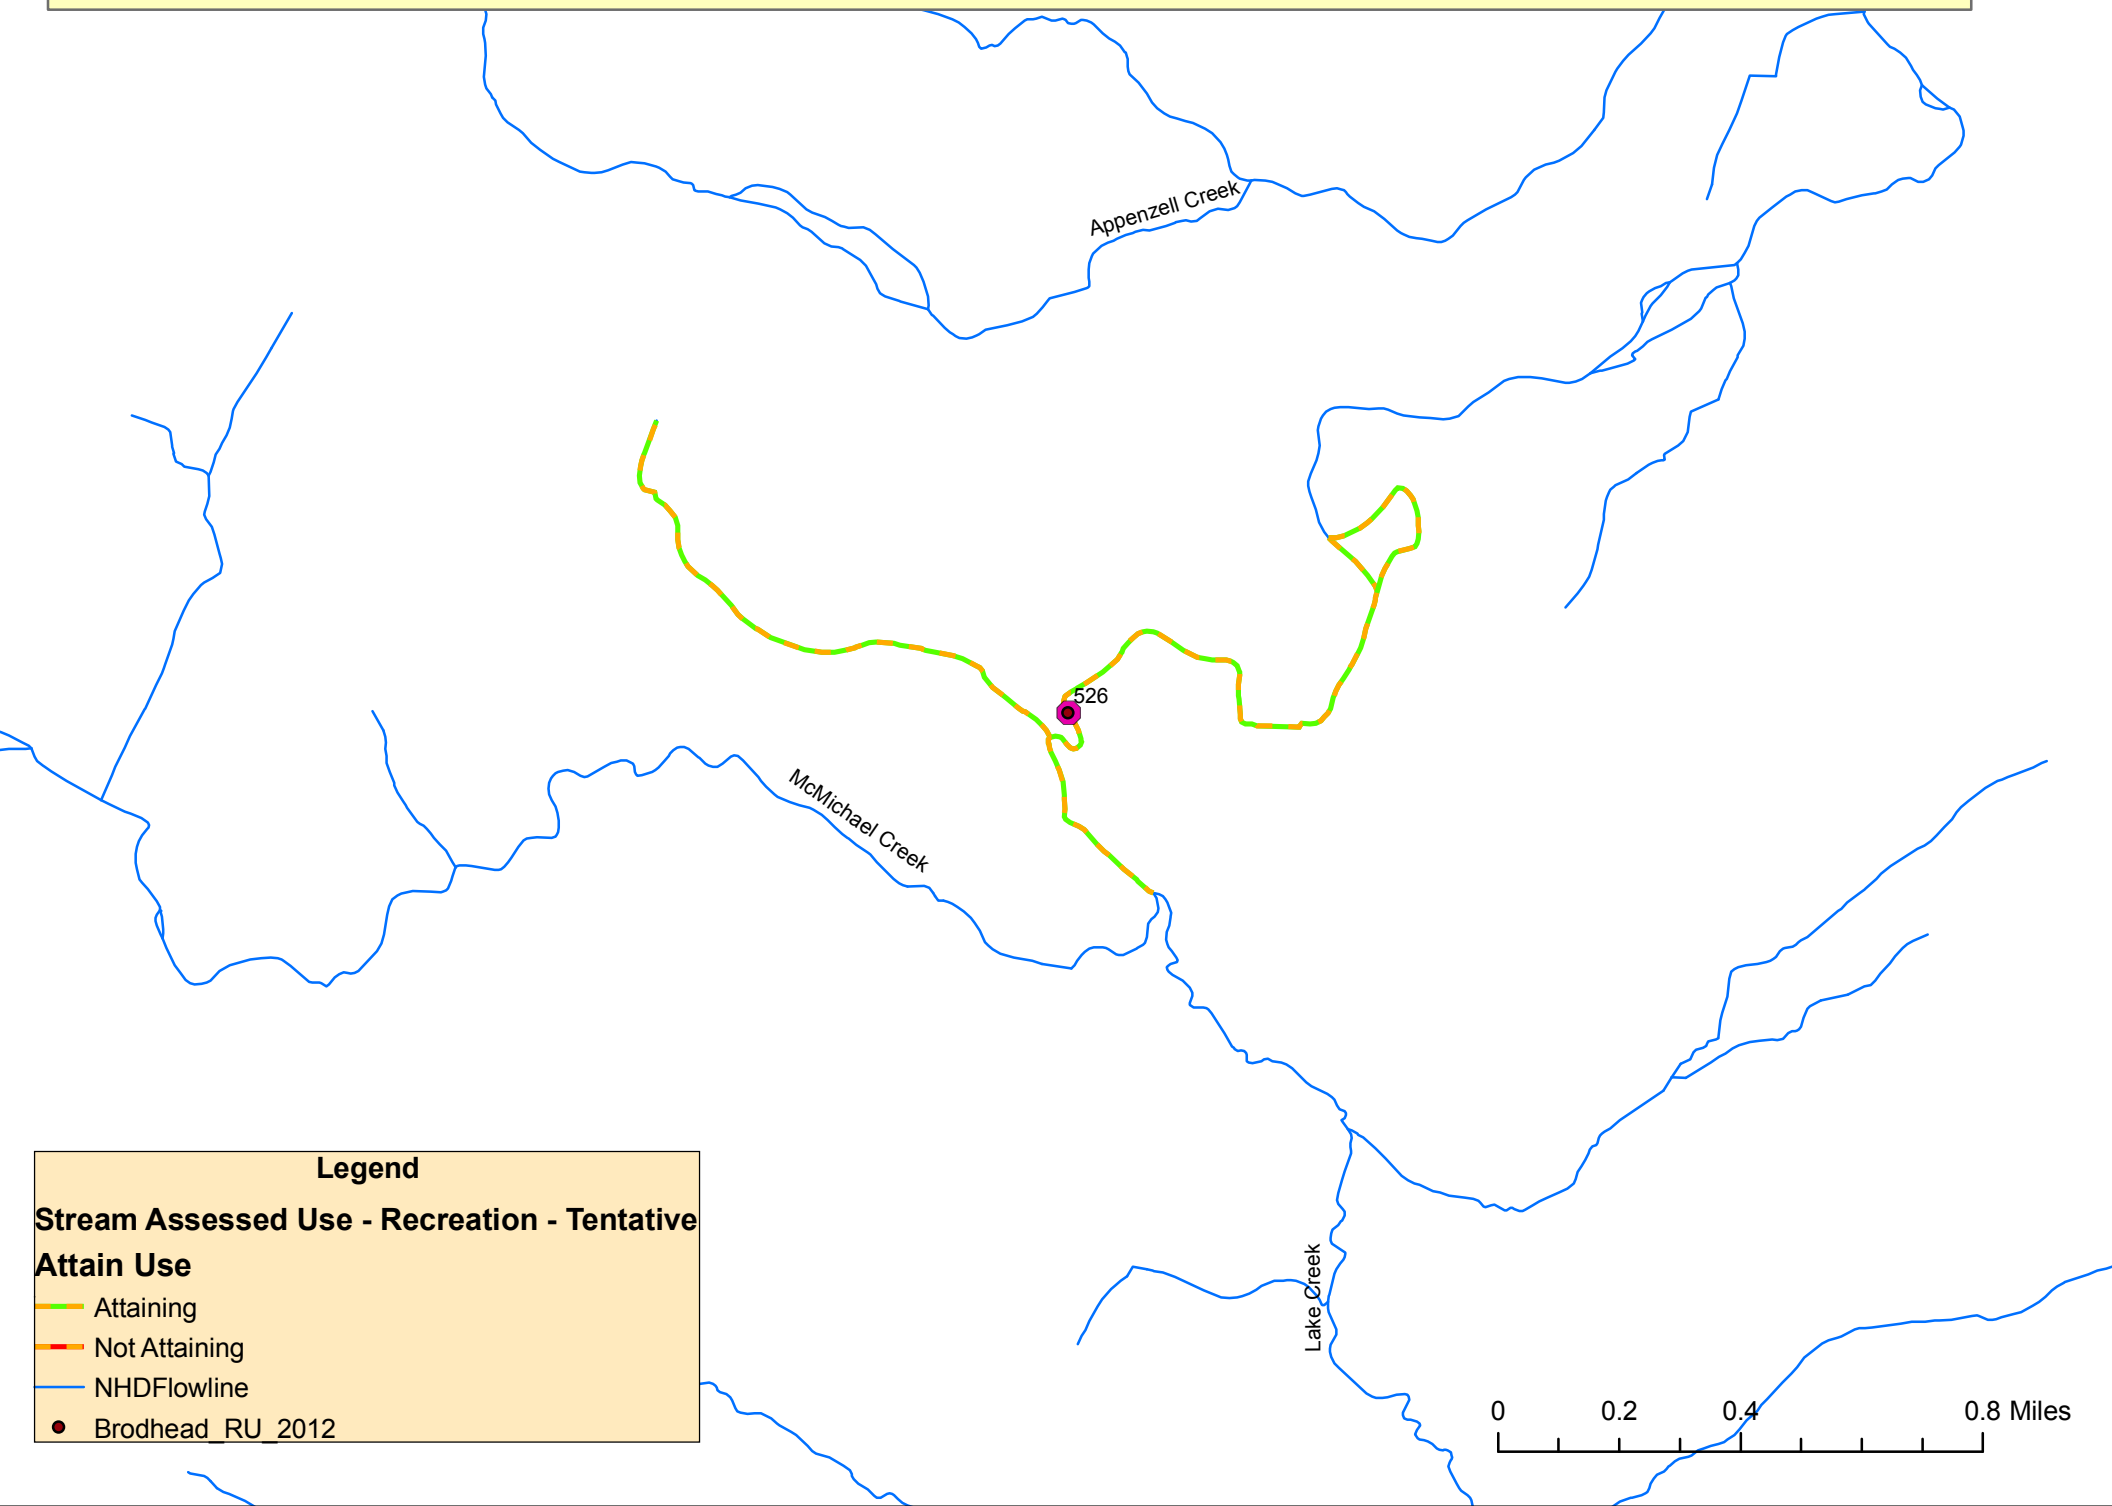 Appenzell Creek
526
McMichael Creek
Lake Creek
Legend
Stream Assessed Use - Recreation - Tentative
Attain Use
Attaining
Not Attaining
NHDFlowline
Brodhead_RU_2012
0 0.2 0.4 0.8 Miles